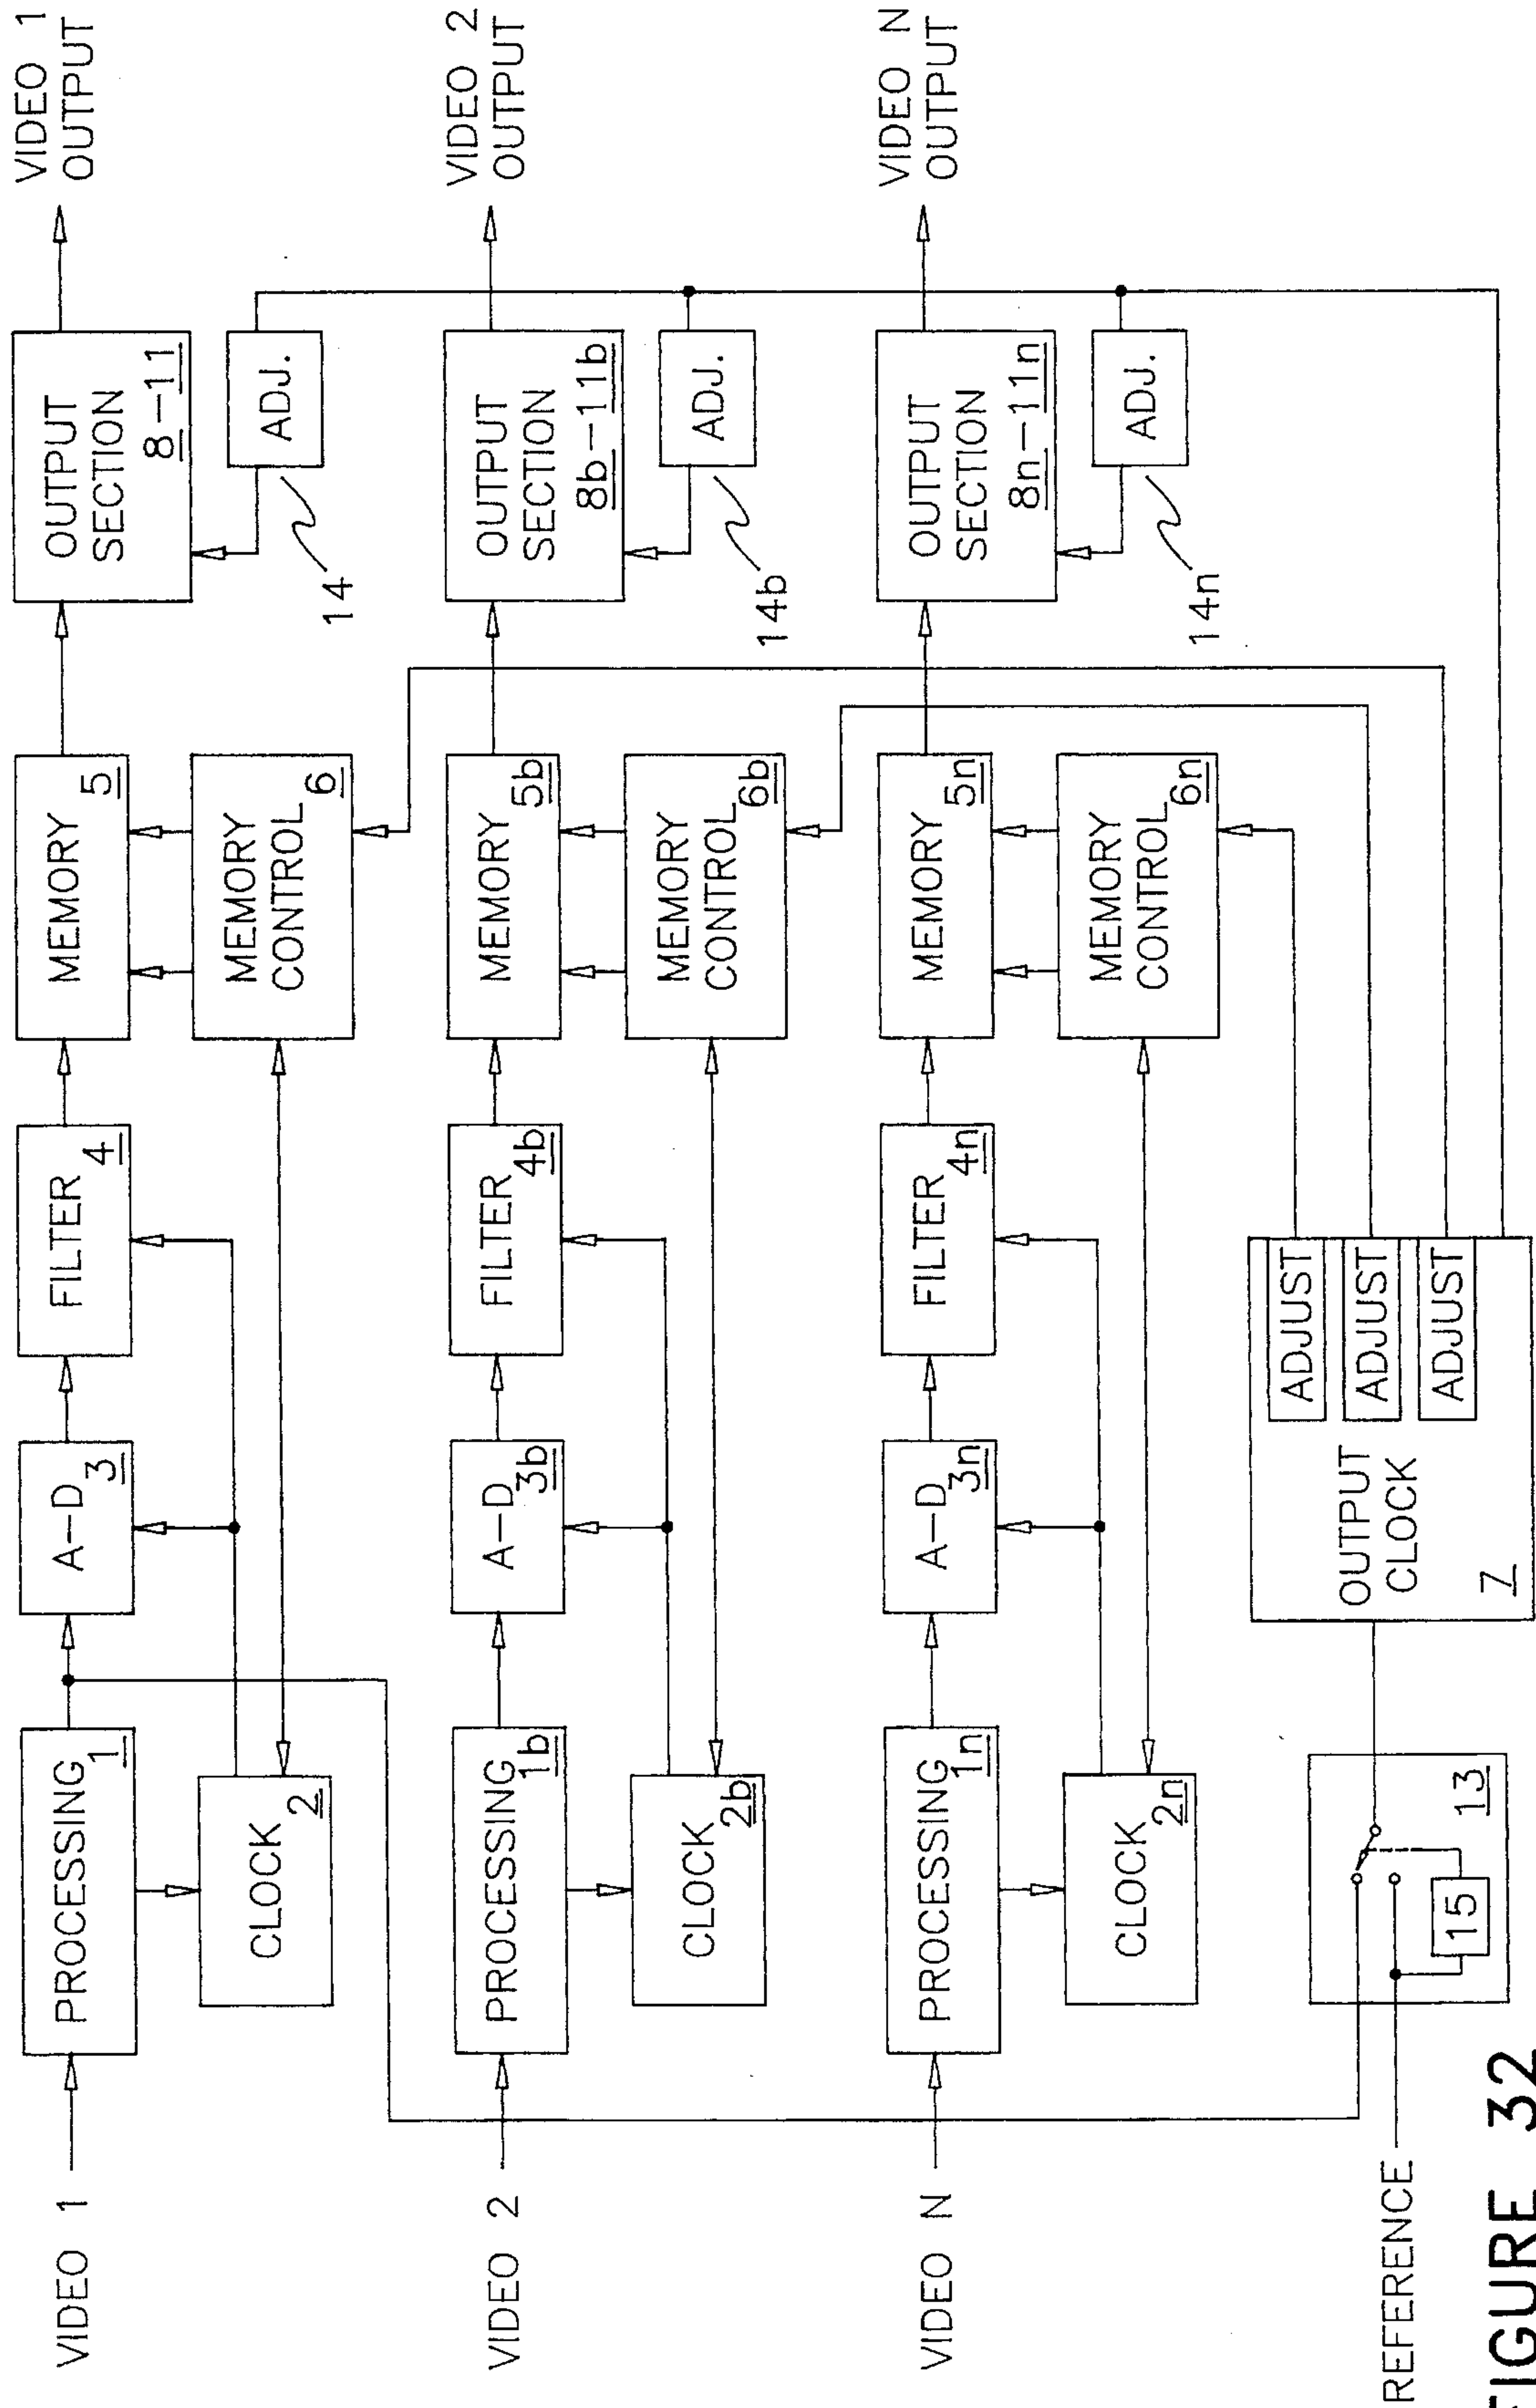 VIDEO 1
PROCESSING 1
CLOCK 2
A-D 3
FILTER 4
MEMORY 5
MEMORY
CONTROL 6
OUTPUT
SECTION
8-11
ADJ.
14
VIDEO 1
OUTPUT
VIDEO 2
PROCESSING 1b
CLOCK 2b
A-D 3b
FILTER 4b
MEMORY 5b
MEMORY
CONTROL 6b
OUTPUT
SECTION
8b-11b
ADJ.
14b
VIDEO 2
OUTPUT
VIDEO N
PROCESSING 1n
CLOCK 2n
A-D 3n
FILTER 4n
MEMORY 5n
MEMORY
CONTROL 6n
OUTPUT
SECTION
8n-11n
ADJ.
14n
VIDEO N
OUTPUT
REFERENCE
15
13
OUTPUT
CLOCK
7
ADJUST
ADJUST
ADJUST
FIGURE 32